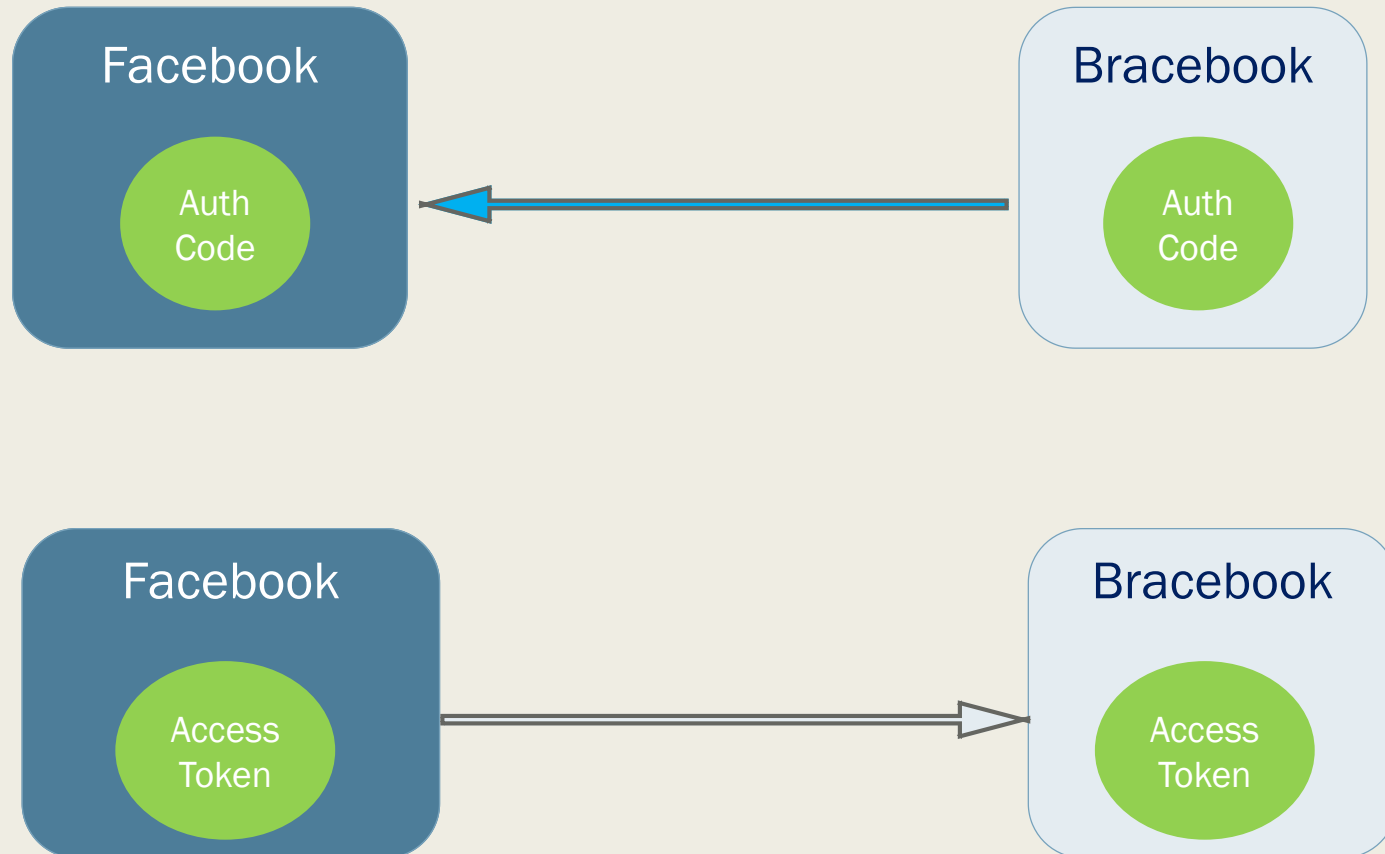 Facebook
Bracebook
Auth
Code
Auth
Code
Facebook
Bracebook
Access
Token
Access
Token